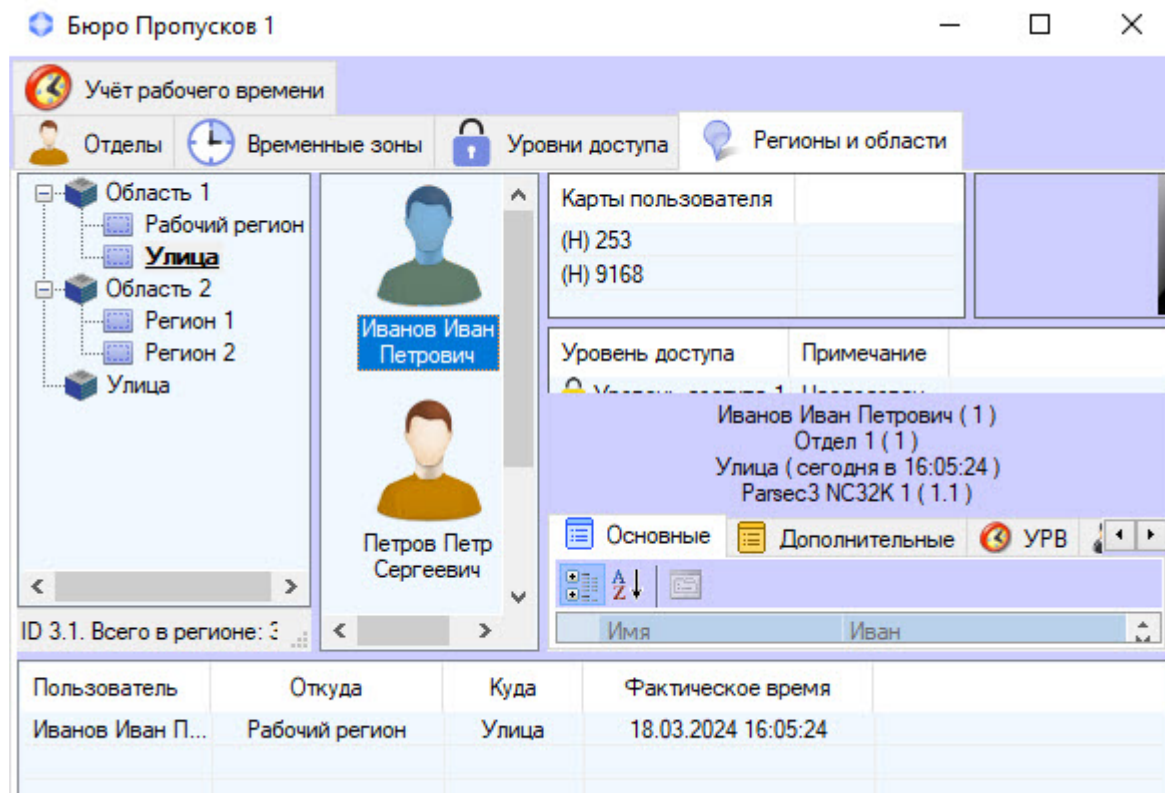 Бюро Пропусков 1
Учёт рабочего времени
Отделы
Временные зоны
Уровни доступа
Регионы и области
Область 1
Рабочий регион
Улица
Область 2
Регион 1
Регион 2
Улица
ID 3.1. Всего в регионе:
Иванов Иван
Петрович
Петров Петр
Сергеевич
Карты пользователя
(H) 253
(H) 9168
Уровень доступа Примечание
Уровень доступа 1
Иванов Иван Петрович ( 1 )
Отдел 1 ( 1 )
Улица ( сегодня в 16:05:24 )
Parsec3 NC32K 1 ( 1.1 )
Основные
Дополнительные
УРВ
A
Z
Имя Иван
Пользователь Откуда Куда Фактическое время
Иванов Иван П... Рабочий регион Улица 18.03.2024 16:05:24